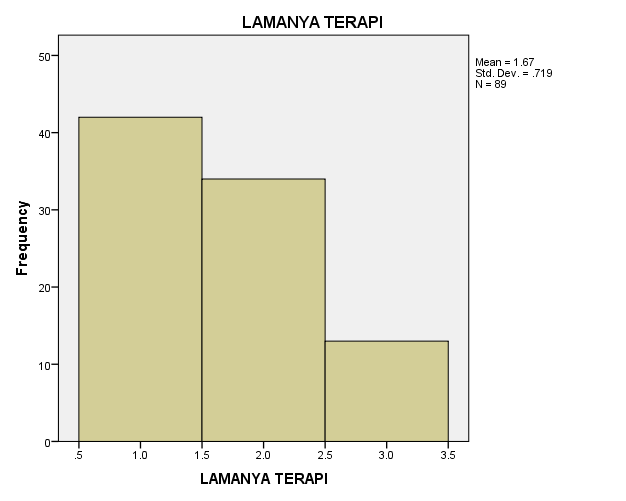 LAMANYA TERAPI
Mean = 1.67
Std. Dev. = .719
N = 89
50
40
30
20
10
0
Frequency
.5 1.0 1.5 2.0 2.5 3.0 3.5
LAMANYA TERAPI